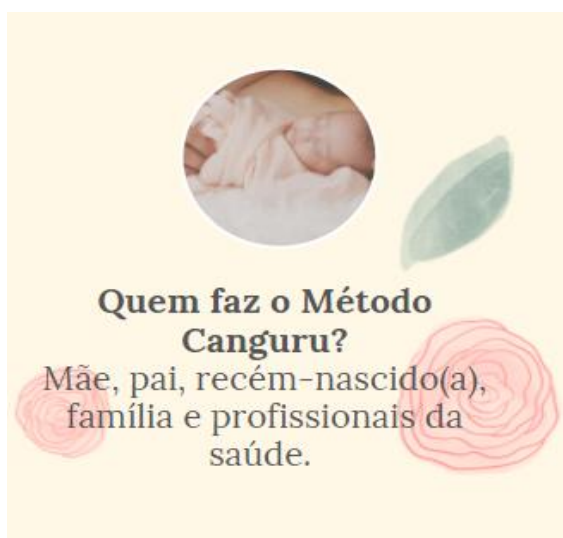 Quem faz o Método
Canguru?
Mãe, pai, recém-nascido(a),
família e profissionais da
saúde.